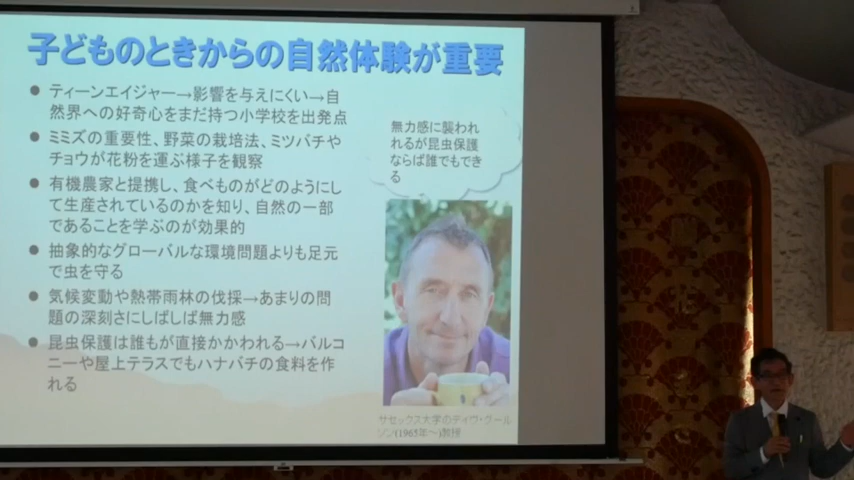 子どものときからの自然体験が重要
● ティーンエイジャー→影響を与えにくい→自
然界への好奇心をまだ持つ小学校を出発点
● ミミズの重要性、野菜の栽培法、ミツバチや
チョウが花粉を運ぶ様子を観察
● 有機農家と提携し、食べものがどのようにし
て生産されているのかを知り、自然の一部
であることを学ぶのが効果的
● 抽象的なグローバルな環境問題よりも足元
で虫を守る
● 気候変動や熱帯雨林の伐採→あまりの問
題の深刻さにしばしば無力感
● 昆虫保護は誰もが直接かかわれる→バルコ
ニーや屋上テラスでもハナバチの食料を作
れる
無力感に襲われ
れるが昆虫保護
ならば誰でもでき
る
サセックス大学のディヴ・グール
ソン(1965年～)教授